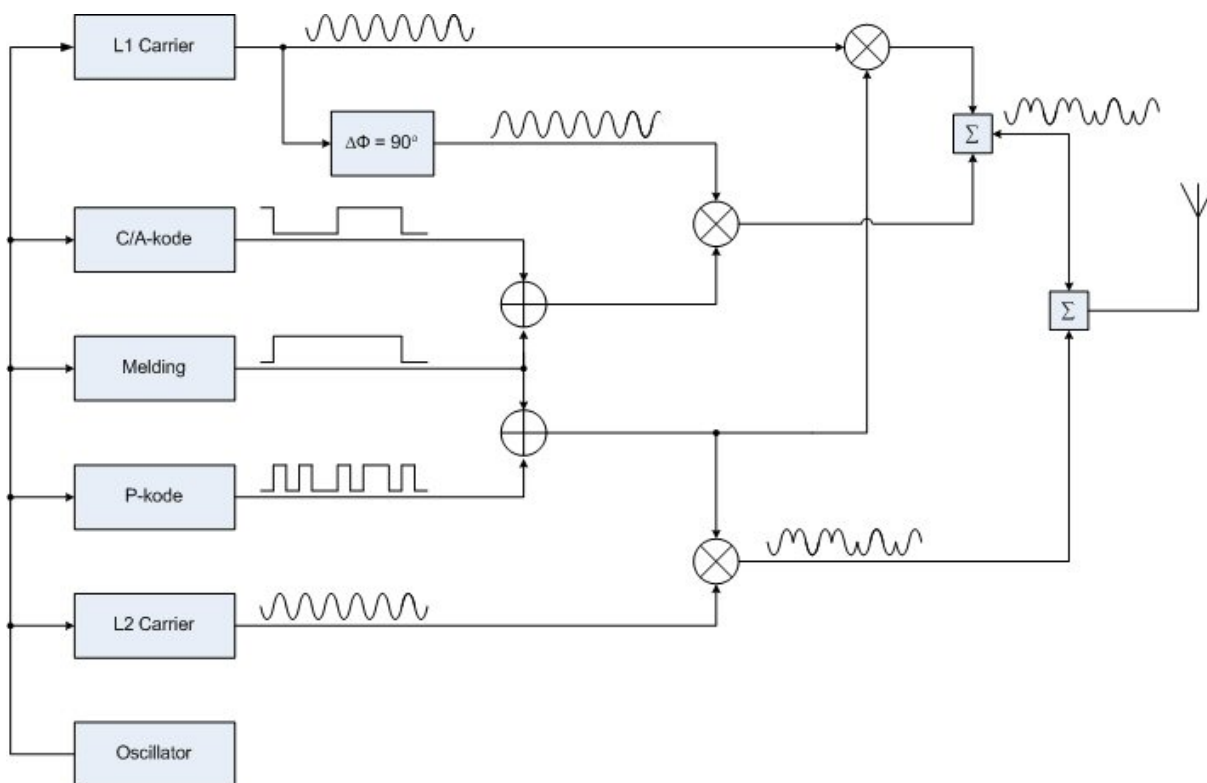 L1 Carrier
ΔΦ = 90°
Σ
C/A-kode
Σ
Melding
P-kode
L2 Carrier
Oscillator